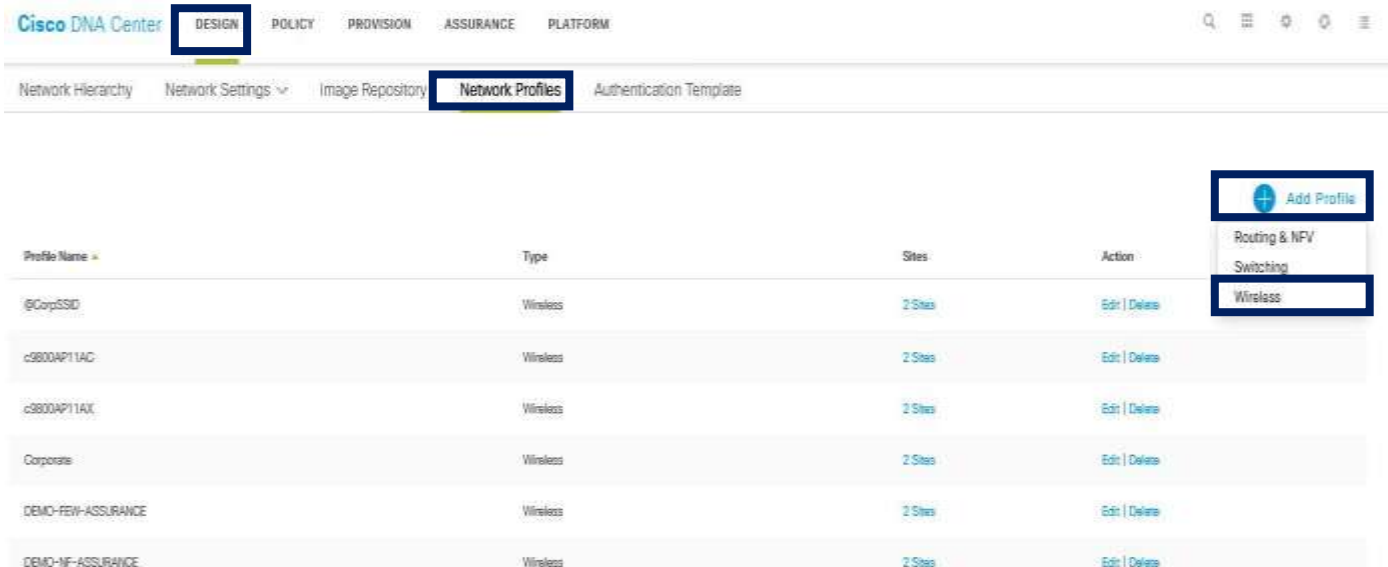 Cisco DNA Center DESIGN POLICY PROVISION ASSURANCE PLATFORM
Network Hierarchy Network Settings Image Repository Network Profiles Authentication Template
Add Profile
Routing & NFV
Switching
Wireless
Profile Name Type Sites Action
@CorpSSID Wireless 2 Sites Edit | Delete
c9800AP11AC Wireless 2 Sites Edit | Delete
c9800AP11AX Wireless 2 Sites Edit | Delete
Corporate Wireless 2 Sites Edit | Delete
DEMO-FEW-ASSURANCE Wireless 2 Sites Edit | Delete
DEMO-NF-ASSURANCE Wireless 2 Sites Edit | Delete